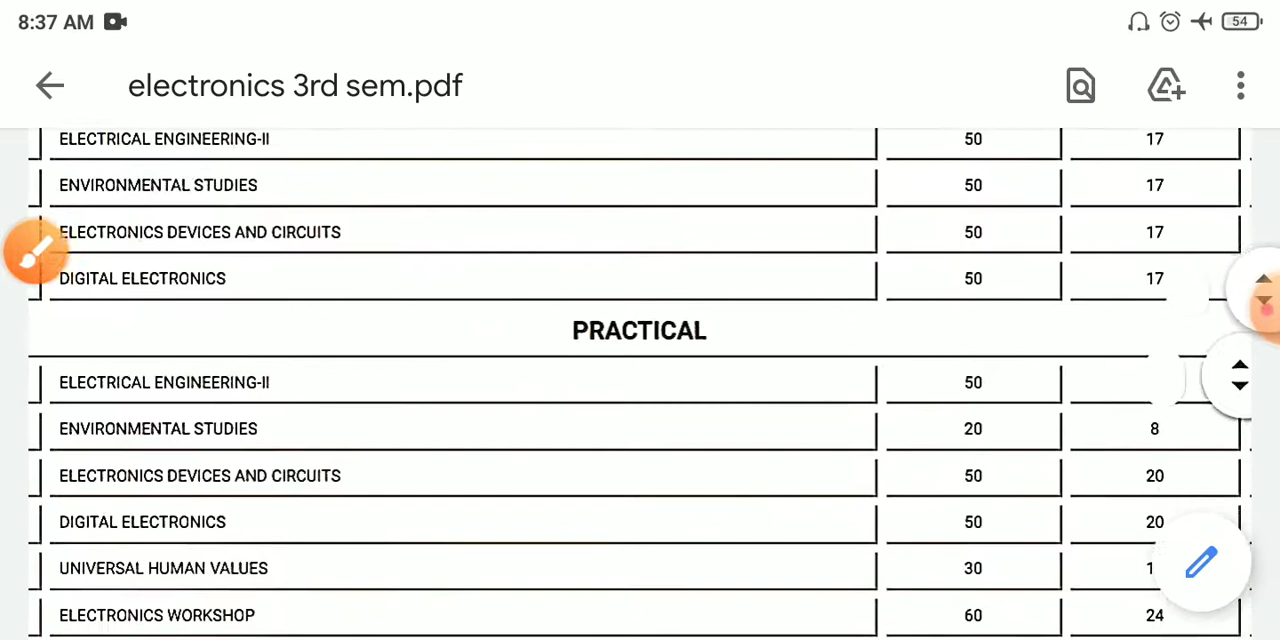 8:37 AM 54
electronics 3rd sem.pdf
ELECTRICAL ENGINEERING-II 50 17
ENVIRONMENTAL STUDIES 50 17
ELECTRONICS DEVICES AND CIRCUITS 50 17
DIGITAL ELECTRONICS 50 17
PRACTICAL
ELECTRICAL ENGINEERING-II 50
ENVIRONMENTAL STUDIES 20 8
ELECTRONICS DEVICES AND CIRCUITS 50 20
DIGITAL ELECTRONICS 50 20
UNIVERSAL HUMAN VALUES 30
ELECTRONICS WORKSHOP 60 24